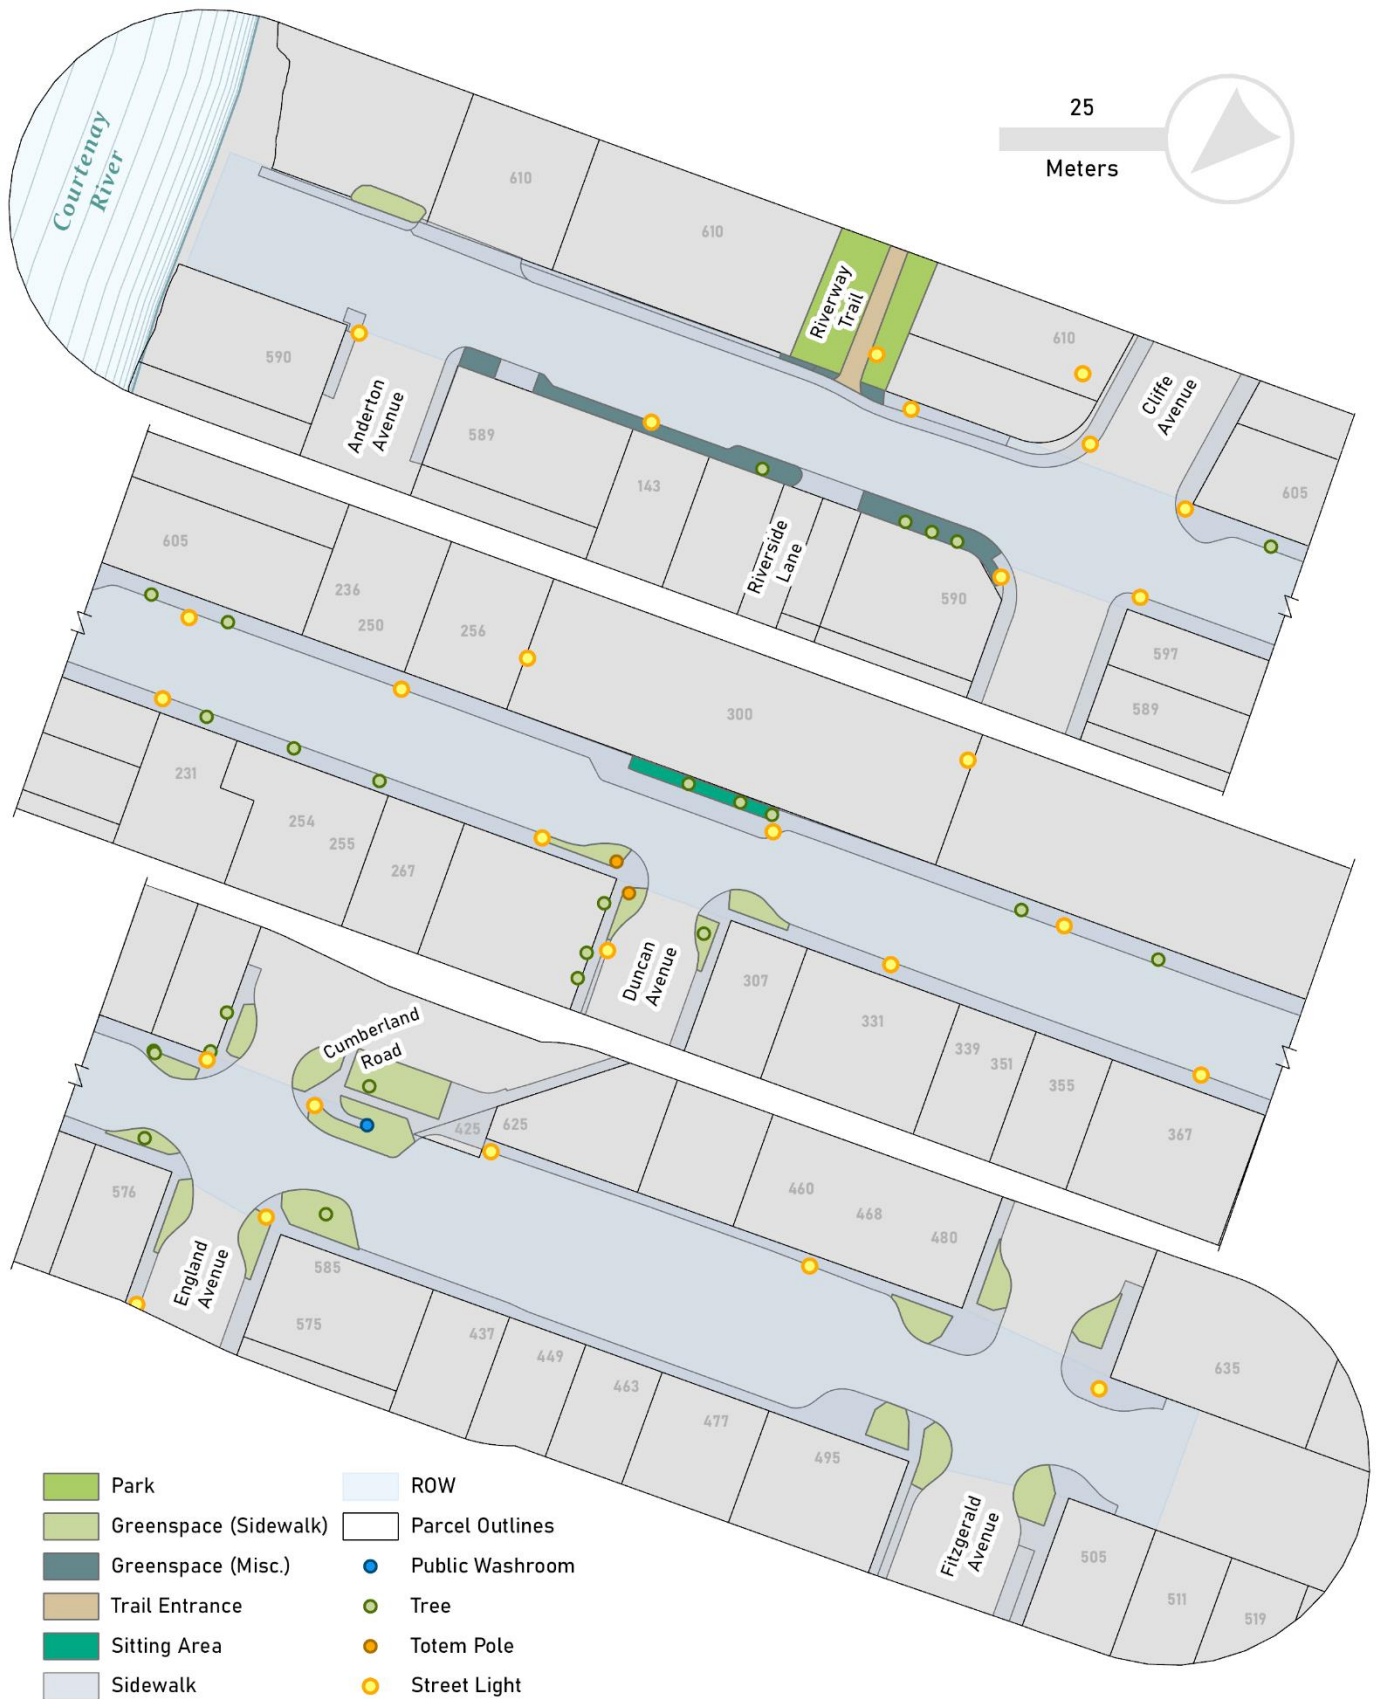 Courtenay
River
25
Meters
610
610
Riverway
Trail
610
Cliffe
Avenue
605
590
Anderton
Avenue
589
143
Riverside
Lane
590
597
589
605
236
250
256
300
231
254
255
267
Duncan
Avenue
307
331
339
351
355
367
Cumberland
Road
425
625
460
468
480
576
England
Avenue
585
575
437
449
463
477
495
635
Fitzgerald
Avenue
505
511
519
Park
Greenspace (Sidewalk)
Greenspace (Misc.)
Trail Entrance
Sitting Area
Sidewalk
ROW
Parcel Outlines
Public Washroom
Tree
Totem Pole
Street Light